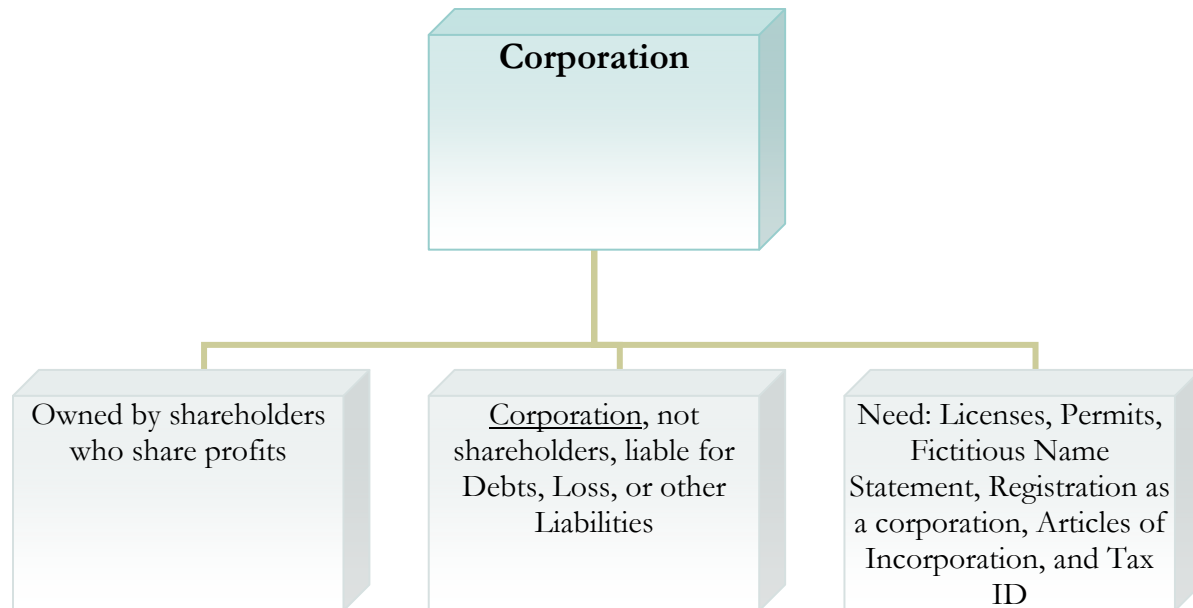 Corporation
Owned by shareholders
who share profits
Corporation, not
shareholders, liable for
Debts, Loss, or other
Liabilities
Need: Licenses, Permits,
Fictitious Name
Statement, Registration as
a corporation, Articles of
Incorporation, and Tax
ID